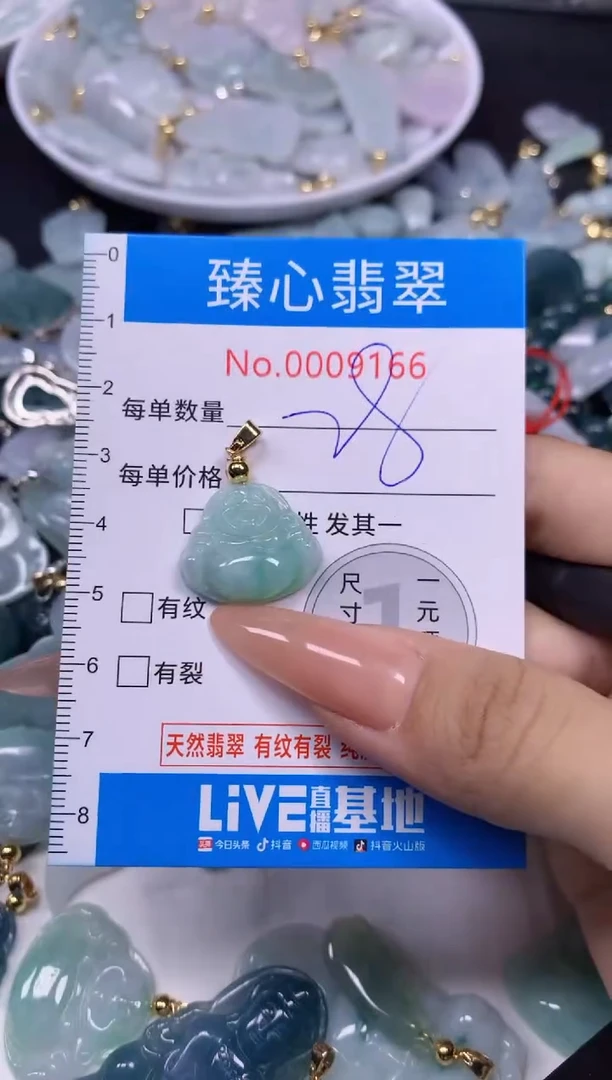 0
臻心翡翠
1
No.0009166
2
每单数量
28
3
每单价格
4
性 发其一
5
有纹
尺寸
一元
6
有裂
7
天然翡翠 有纹有裂
8
LiVE直播基地
今日头条 抖音 西瓜视频 抖音火山版